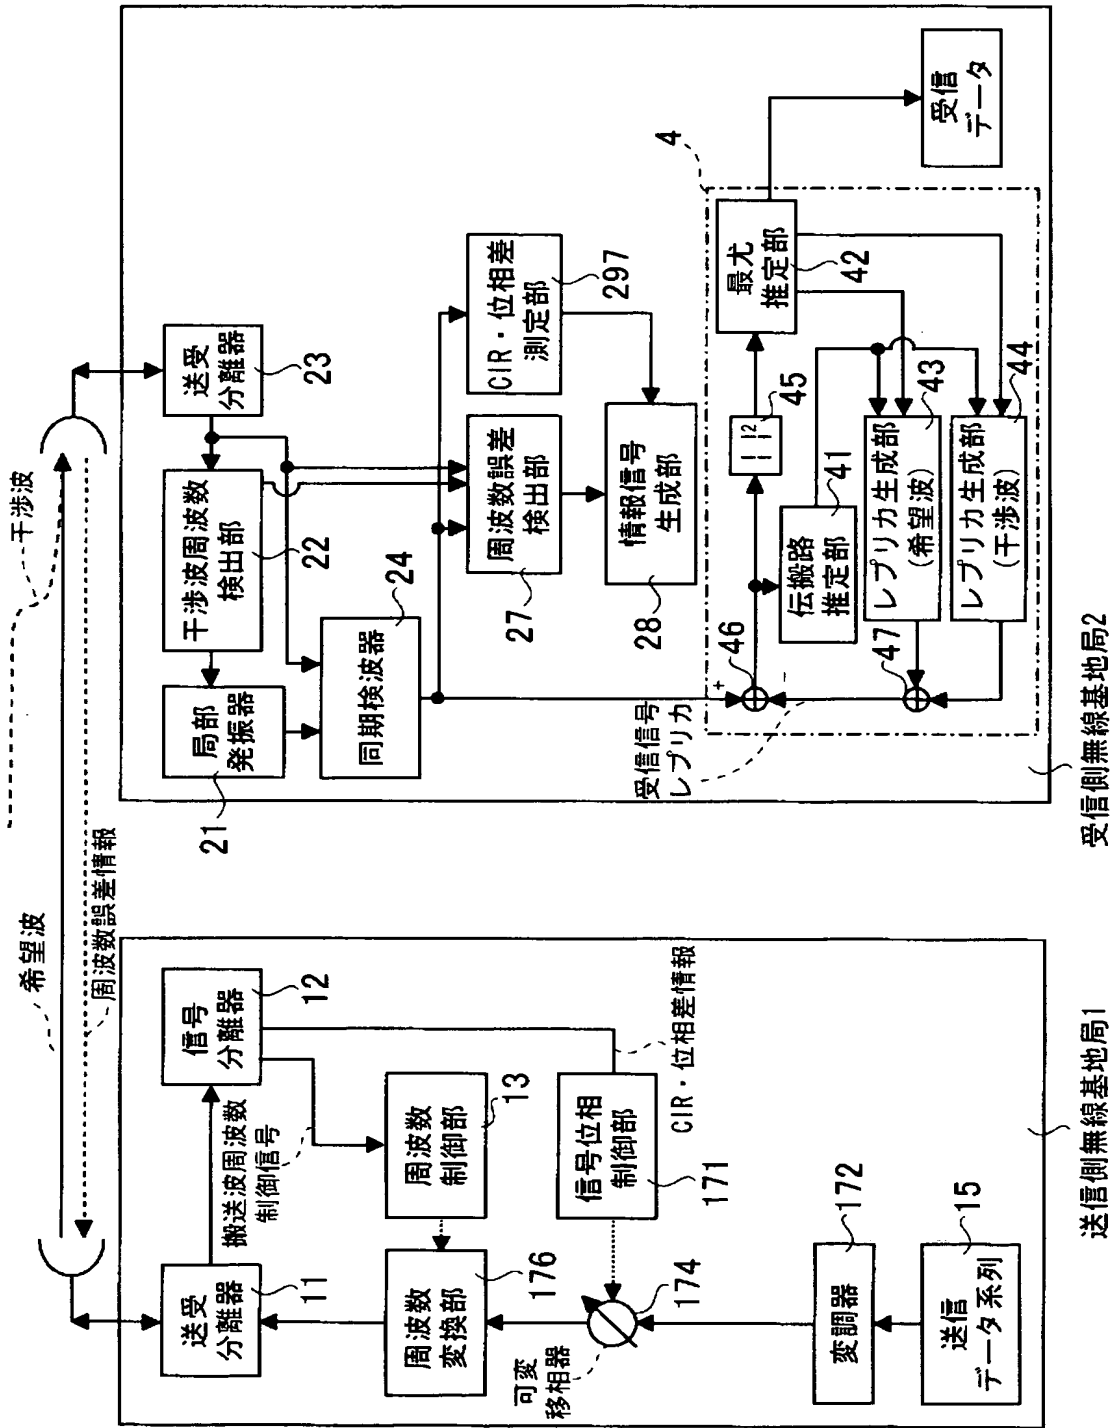 希望波
周波数誤差情報
干渉波
送受
分離器
11
信号
分離器
12
搬送波周波数
制御信号
周波数
制御部
13
周波数
変換部
176
信号位相
制御部
171
CIR・位相差情報
可変
移相器
174
変調器
172
送信
データ系列
15
送信側無線基地局1
局部
発振器
21
干渉波周波数
検出部
22
送受
分離器
23
同期検波器
24
周波数誤差
検出部
27
CIR・位相差
測定部
297
情報信号
生成部
28
受信信号
レプリカ
+
−
46
| |²
45
最尤
推定部
42
4
伝搬路
推定部
41
レプリカ生成部
(希望波)
43
レプリカ生成部
(干渉波)
44
47
受信
データ
受信側無線基地局2